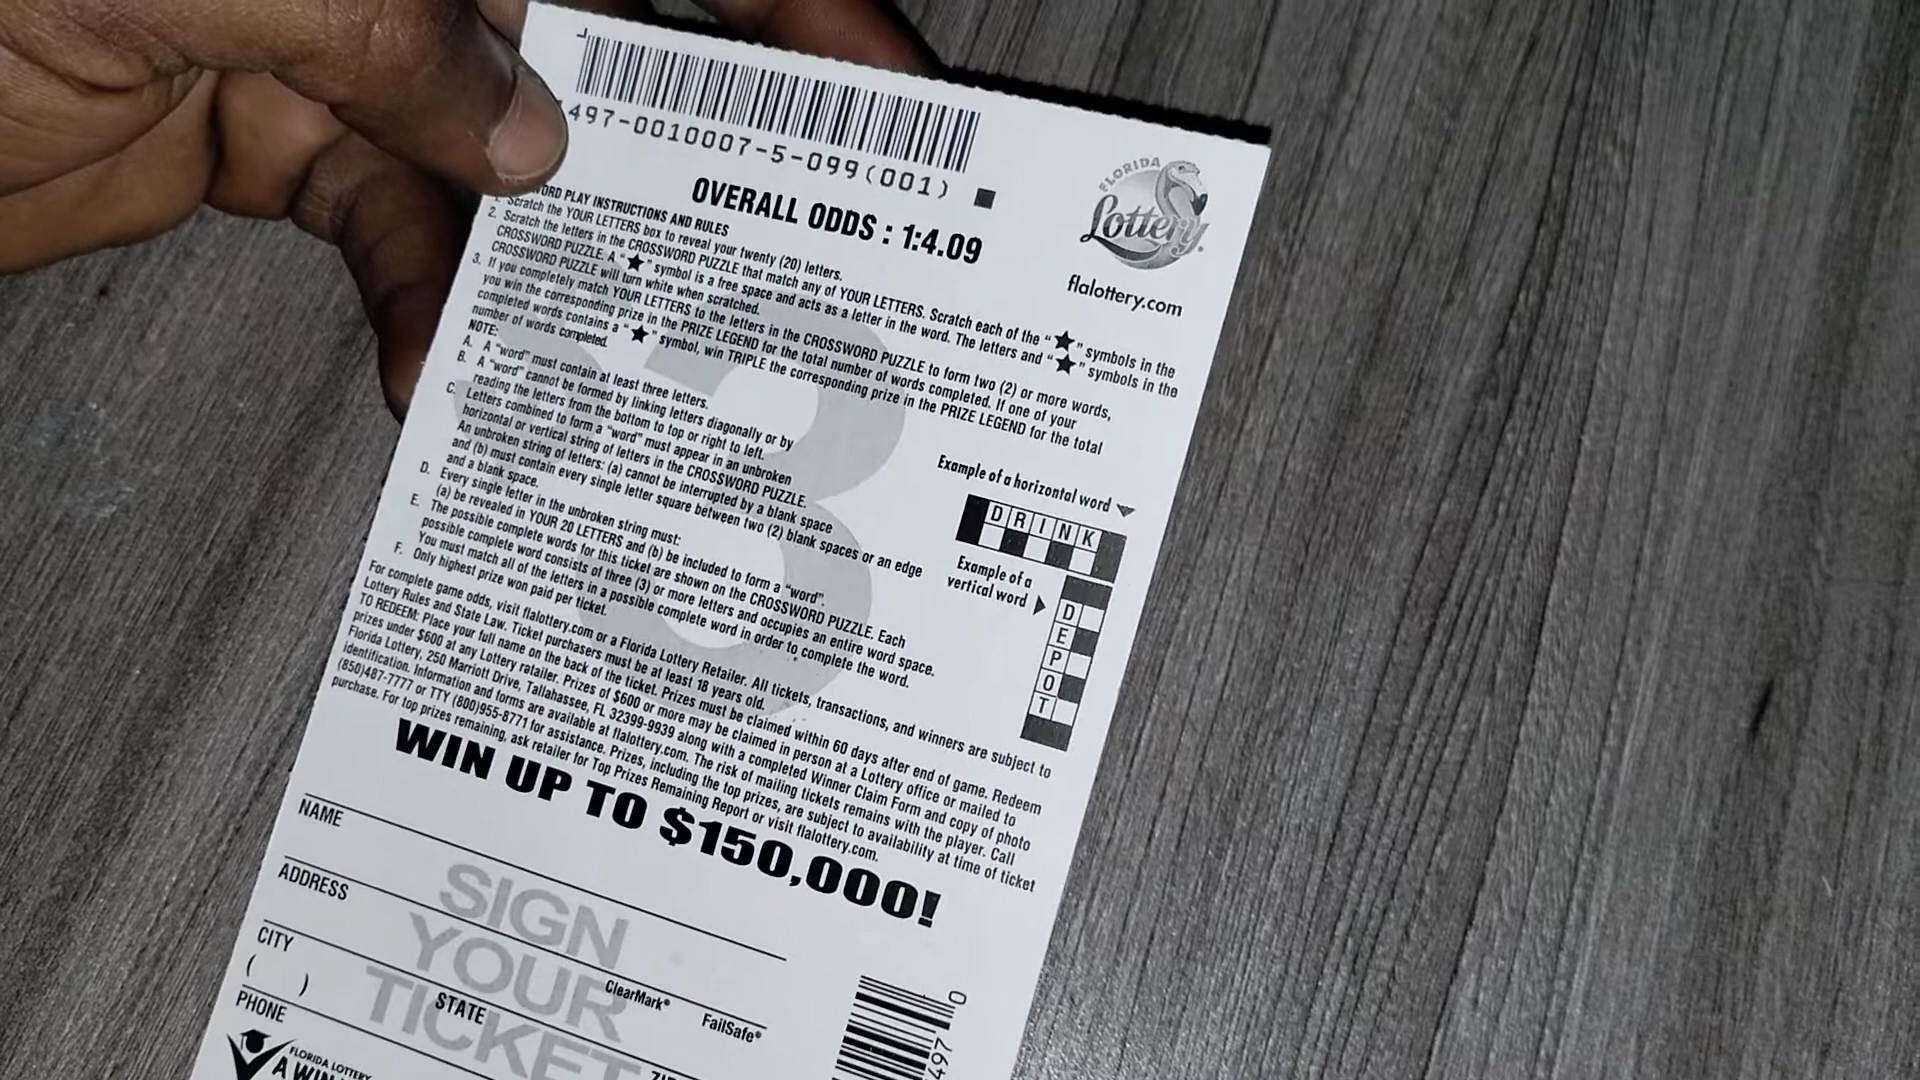 497-0010007-5-099(001)
OVERALL ODDS : 1:4.09
FLORIDA
Lottery
flalottery.com
WORD PLAY INSTRUCTIONS AND RULES
1. Scratch the YOUR LETTERS box to reveal your twenty (20) letters.
2. Scratch the letters in the CROSSWORD PUZZLE that match any of YOUR LETTERS. Scratch each of the "★" symbols in the
CROSSWORD PUZZLE. A "★" symbol is a free space and acts as a letter in the word. The letters and "★" symbols in the
CROSSWORD PUZZLE will turn white when scratched.
3. If you completely match YOUR LETTERS to the letters in the CROSSWORD PUZZLE to form two (2) or more words,
you win the corresponding prize in the PRIZE LEGEND for the total number of words completed. If one of your
completed words contains a "★" symbol, win TRIPLE the corresponding prize in the PRIZE LEGEND for the total
number of words completed.
NOTE:
A. A "word" must contain at least three letters.
B. A "word" cannot be formed by linking letters diagonally or by
reading the letters from the bottom to top or right to left.
C. Letters combined to form a "word" must appear in an unbroken
horizontal or vertical string of letters in the CROSSWORD PUZZLE.
An unbroken string of letters: (a) cannot be interrupted by a blank space
and (b) must contain every single letter square between two (2) blank spaces or an edge
and a blank space.
D. Every single letter in the unbroken string must:
(a) be revealed in YOUR 20 LETTERS and (b) be included to form a "word".
E. The possible complete words for this ticket are shown on the CROSSWORD PUZZLE. Each
possible complete word consists of three (3) or more letters and occupies an entire word space.
You must match all of the letters in a possible complete word in order to complete the word.
F. Only highest prize won paid per ticket.
Example of a horizontal word
DRINK
Example of a
vertical word
D
E
P
O
T
For complete game odds, visit flalottery.com or a Florida Lottery Retailer. All tickets, transactions, and winners are subject to
Lottery Rules and State Law. Ticket purchasers must be at least 18 years old.
TO REDEEM: Place your full name on the back of the ticket. Prizes must be claimed within 60 days after end of game. Redeem
prizes under $600 at any Lottery retailer. Prizes of $600 or more may be claimed in person at a Lottery office or mailed to
Florida Lottery, 250 Marriott Drive, Tallahassee, FL 32399-9939 along with a completed Winner Claim Form and copy of photo
identification. Information and forms are available at flalottery.com. The risk of mailing tickets remains with the player. Call
(850)487-7777 or TTY (800)955-8771 for assistance. Prizes, including the top prizes, are subject to availability at time of ticket
purchase. For top prizes remaining, ask retailer for Top Prizes Remaining Report or visit flalottery.com.
WIN UP TO $150,000!
NAME
ADDRESS
CITY
STATE
( )
PHONE
SIGN
YOUR
TICKET
ClearMark®
FailSafe®
497 0
FLORIDA LOTTERY
A WIN